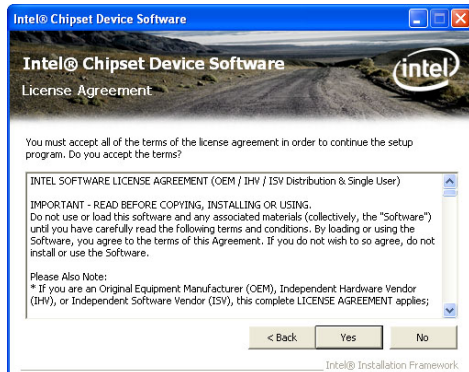 Intel® Chipset Device Software
Intel® Chipset Device Software
License Agreement
intel
You must accept all of the terms of the license agreement in order to continue the setup
program. Do you accept the terms?
INTEL SOFTWARE LICENSE AGREEMENT (OEM / IHV / ISV Distribution & Single User)
IMPORTANT - READ BEFORE COPYING, INSTALLING OR USING.
Do not use or load this software and any associated materials (collectively, the "Software")
until you have carefully read the following terms and conditions. By loading or using the
Software, you agree to the terms of this Agreement. If you do not wish to so agree, do not
install or use the Software.
Please Also Note:
* If you are an Original Equipment Manufacturer (OEM), Independent Hardware Vendor
(IHV), or Independent Software Vendor (ISV), this complete LICENSE AGREEMENT applies;
< Back Yes No
Intel® Installation Framework